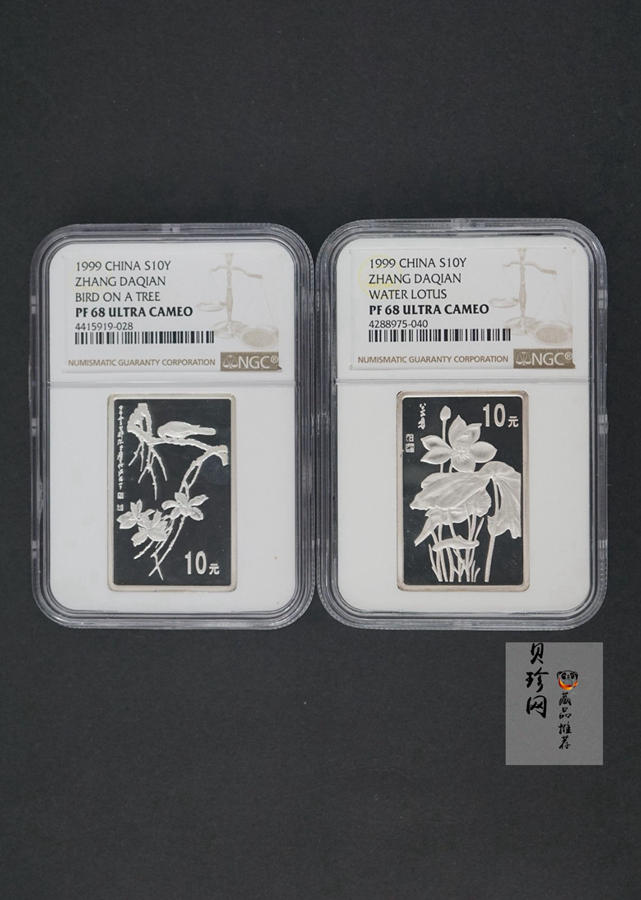 1999 CHINA S10Y
ZHANG DAQIAN
BIRD ON A TREE
PF 68 ULTRA CAMEO
4415919-028
NUMISMATIC GUARANTY CORPORATION NGC®
10元
1999 CHINA S10Y
ZHANG DAQIAN
WATER LOTUS
PF 68 ULTRA CAMEO
4288975-040
NUMISMATIC GUARANTY CORPORATION NGC®
10元
贝珍网
藏品推荐